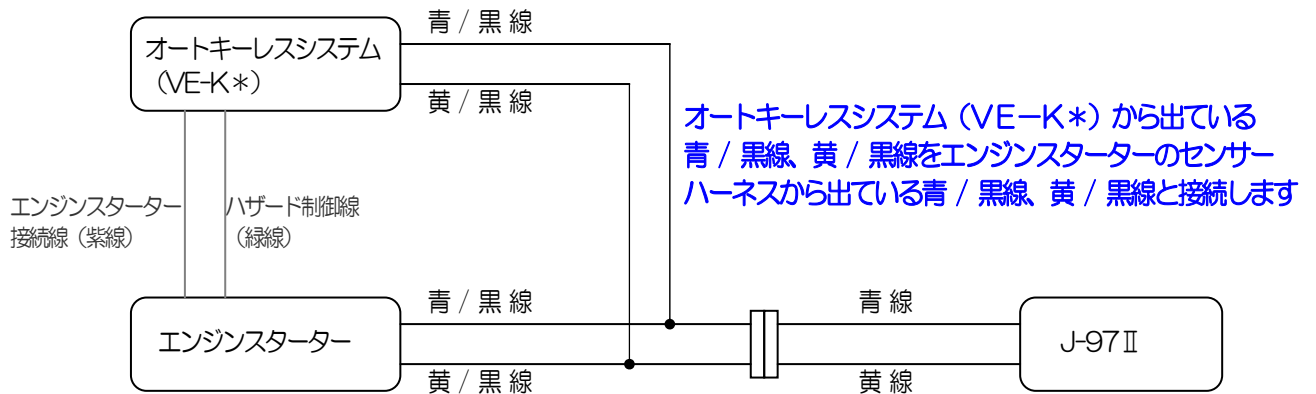 青 / 黒 線
オートキーレスシステム
（VE-K＊）
黄 / 黒 線
オートキーレスシステム（VE－K＊）から出ている
青 / 黒線、黄 / 黒線をエンジンスターターのセンサー
ハーネスから出ている青 / 黒線、黄 / 黒線と接続します
エンジンスターター
接続線（紫線）
ハザード制御線
（緑線）
青 / 黒 線
青 線
エンジンスターター
J-97Ⅱ
黄 / 黒 線
黄 線